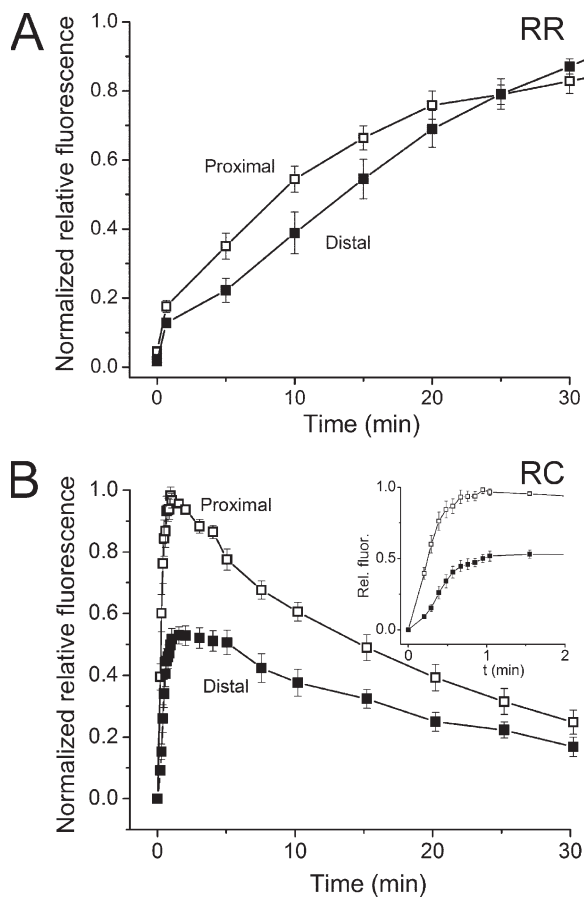 A
RR
Normalized relative fluorescence
1.0
0.8
0.6
0.4
0.2
0.0
Proximal
Distal
0 10 20 30
Time (min)
B
RC
Normalized relative fluorescence
1.0
0.8
0.6
0.4
0.2
0.0
Proximal
Distal
Rel. fluor.
1.0
0.5
0.0
0 1 2
t (min)
0 10 20 30
Time (min)